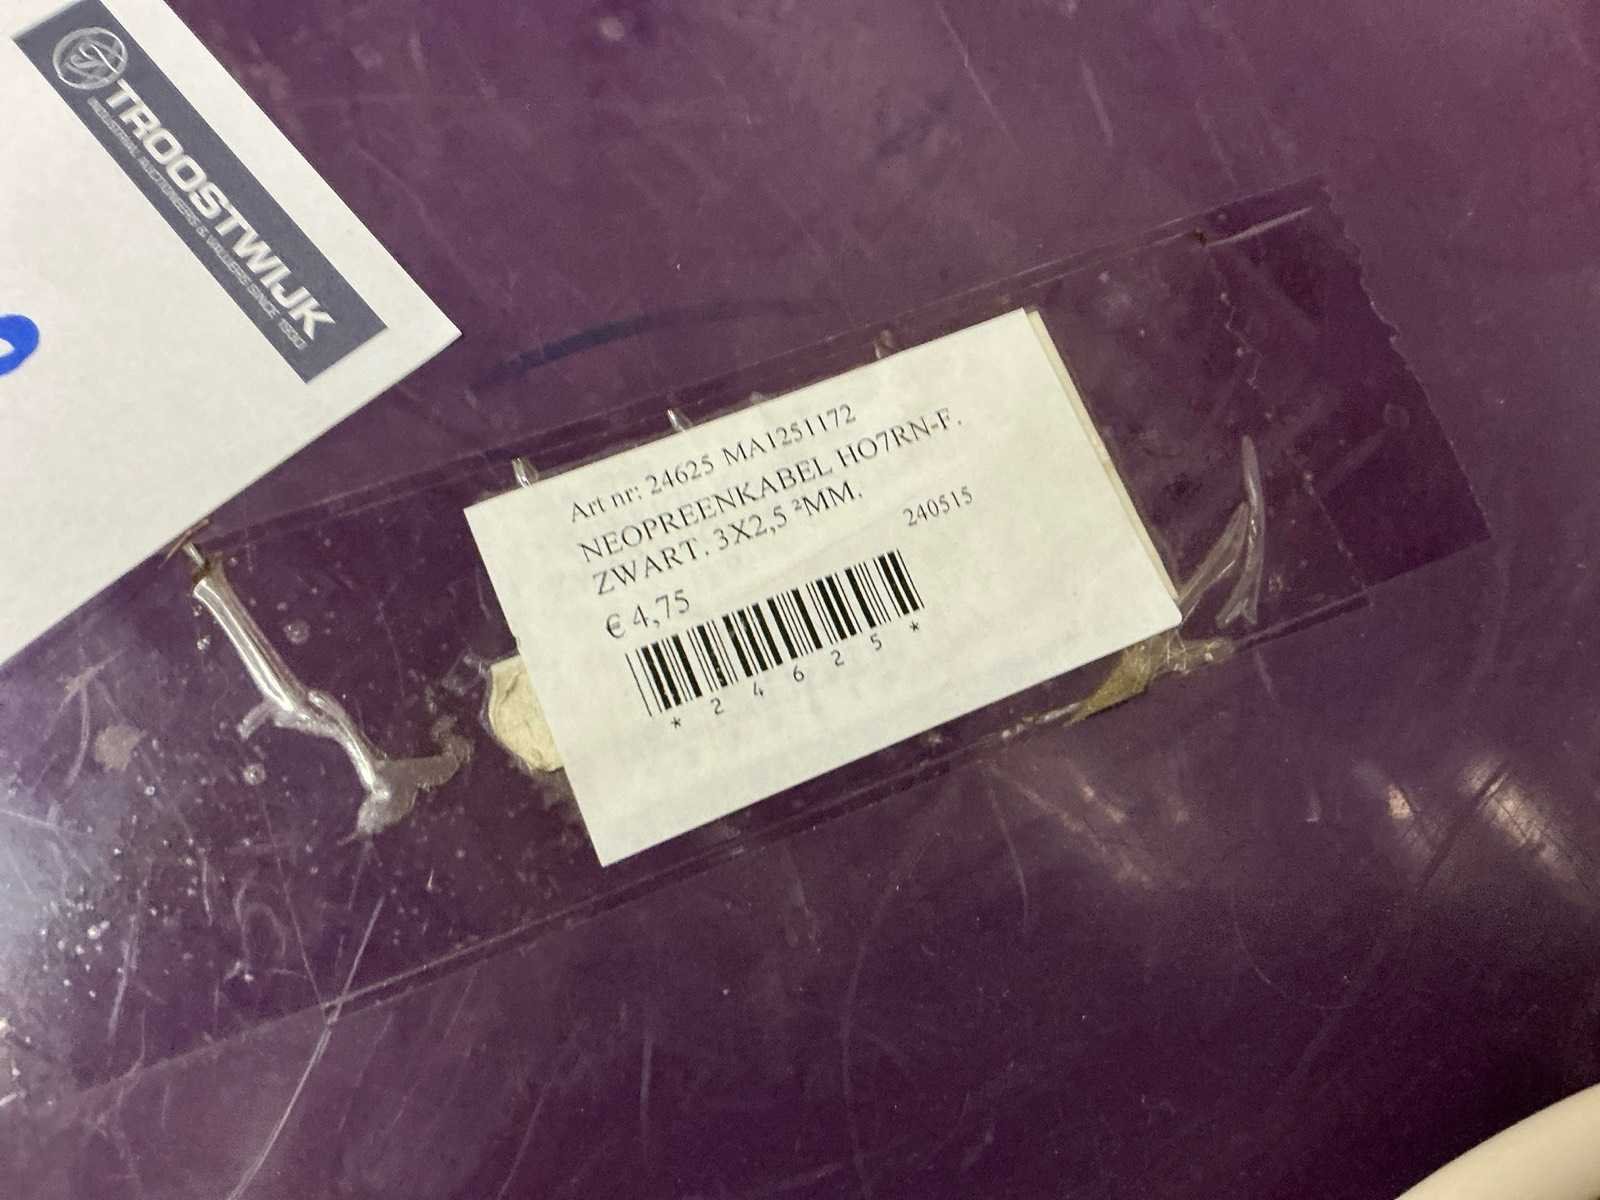 TROOSTWIJK
INDUSTRIAL AUCTIONEERS & VALUERS SINCE 1930
Art nr: 24625 MA1251172
NEOPREENKABEL HO7RN-F.
ZWART. 3X2,5 ²MM.
240515
€ 4,75
* 2 4 6 2 5 *